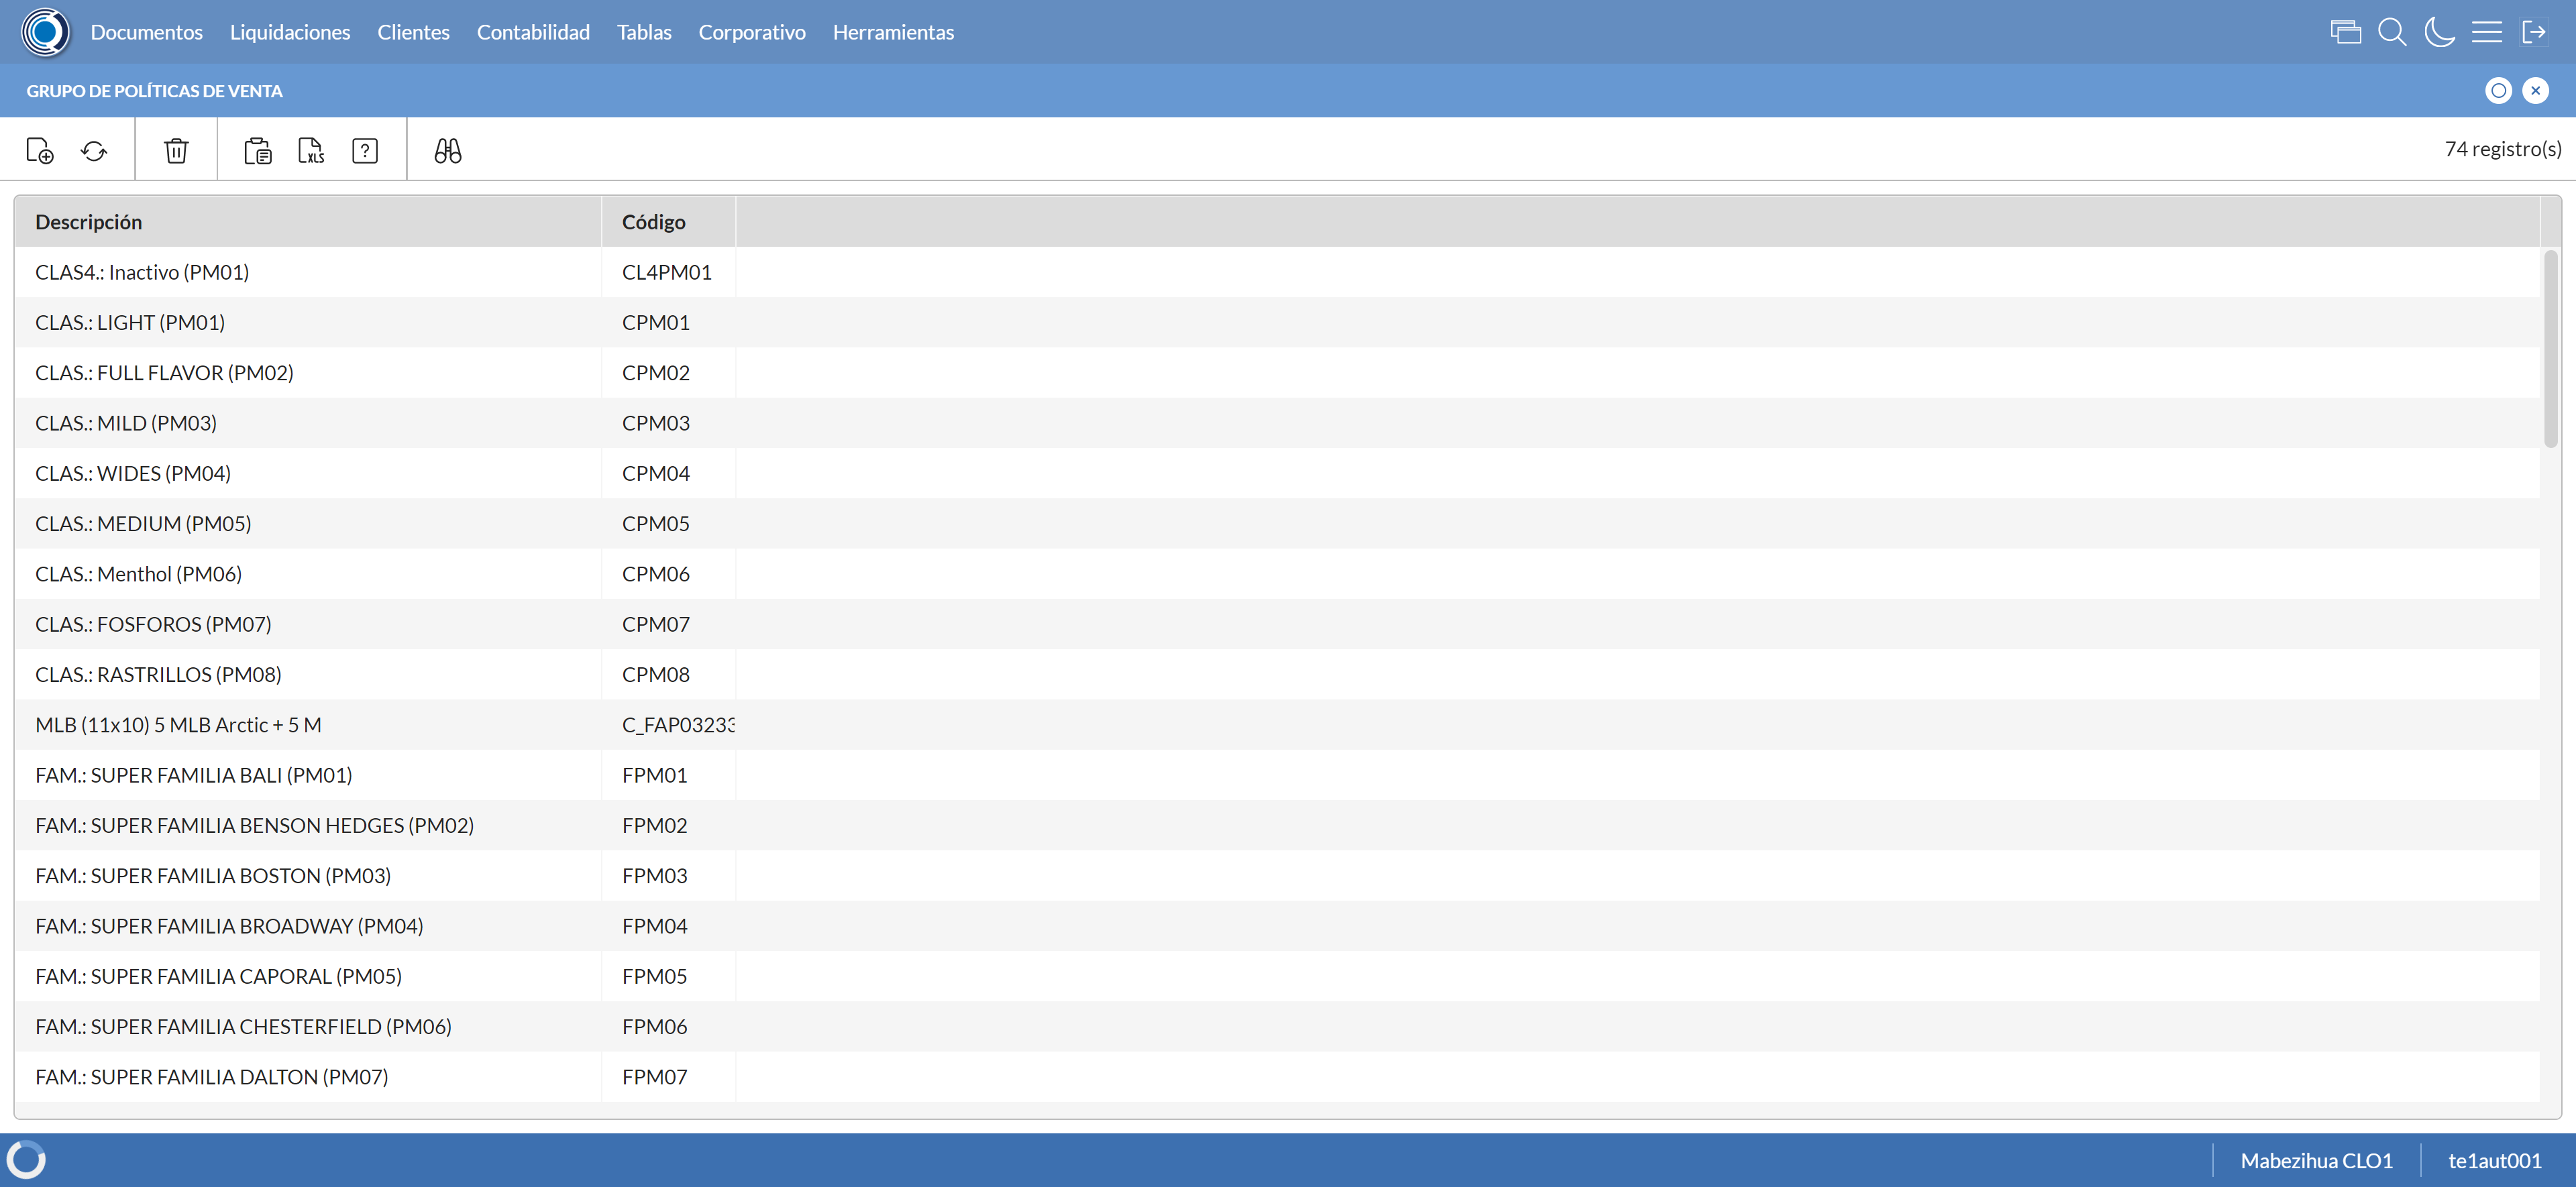 Documentos Liquidaciones Clientes Contabilidad Tablas Corporativo Herramientas
GRUPO DE POLÍTICAS DE VENTA
XLS ? 74 registro(s)
Descripción Código
CLAS4.: Inactivo (PM01) CL4PM01
CLAS.: LIGHT (PM01) CPM01
CLAS.: FULL FLAVOR (PM02) CPM02
CLAS.: MILD (PM03) CPM03
CLAS.: WIDES (PM04) CPM04
CLAS.: MEDIUM (PM05) CPM05
CLAS.: Menthol (PM06) CPM06
CLAS.: FOSFOROS (PM07) CPM07
CLAS.: RASTRILLOS (PM08) CPM08
MLB (11x10) 5 MLB Arctic + 5 M C_FAP03233
FAM.: SUPER FAMILIA BALI (PM01) FPM01
FAM.: SUPER FAMILIA BENSON HEDGES (PM02) FPM02
FAM.: SUPER FAMILIA BOSTON (PM03) FPM03
FAM.: SUPER FAMILIA BROADWAY (PM04) FPM04
FAM.: SUPER FAMILIA CAPORAL (PM05) FPM05
FAM.: SUPER FAMILIA CHESTERFIELD (PM06) FPM06
FAM.: SUPER FAMILIA DALTON (PM07) FPM07
Mabezihua CLO1 te1aut001